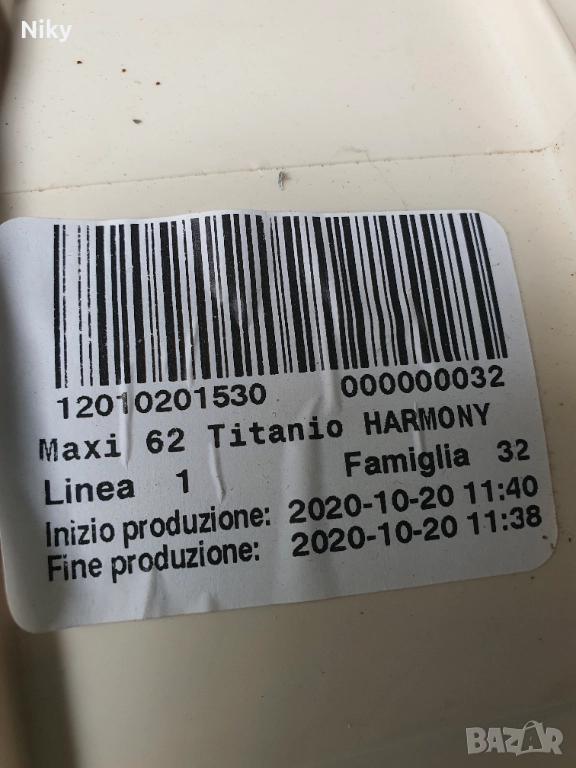 Niky
12010201530 000000032
Maxi 62 Titanio HARMONY
Linea 1 Famiglia 32
Inizio produzione: 2020-10-20 11:40
Fine produzione: 2020-10-20 11:38
BAZAR